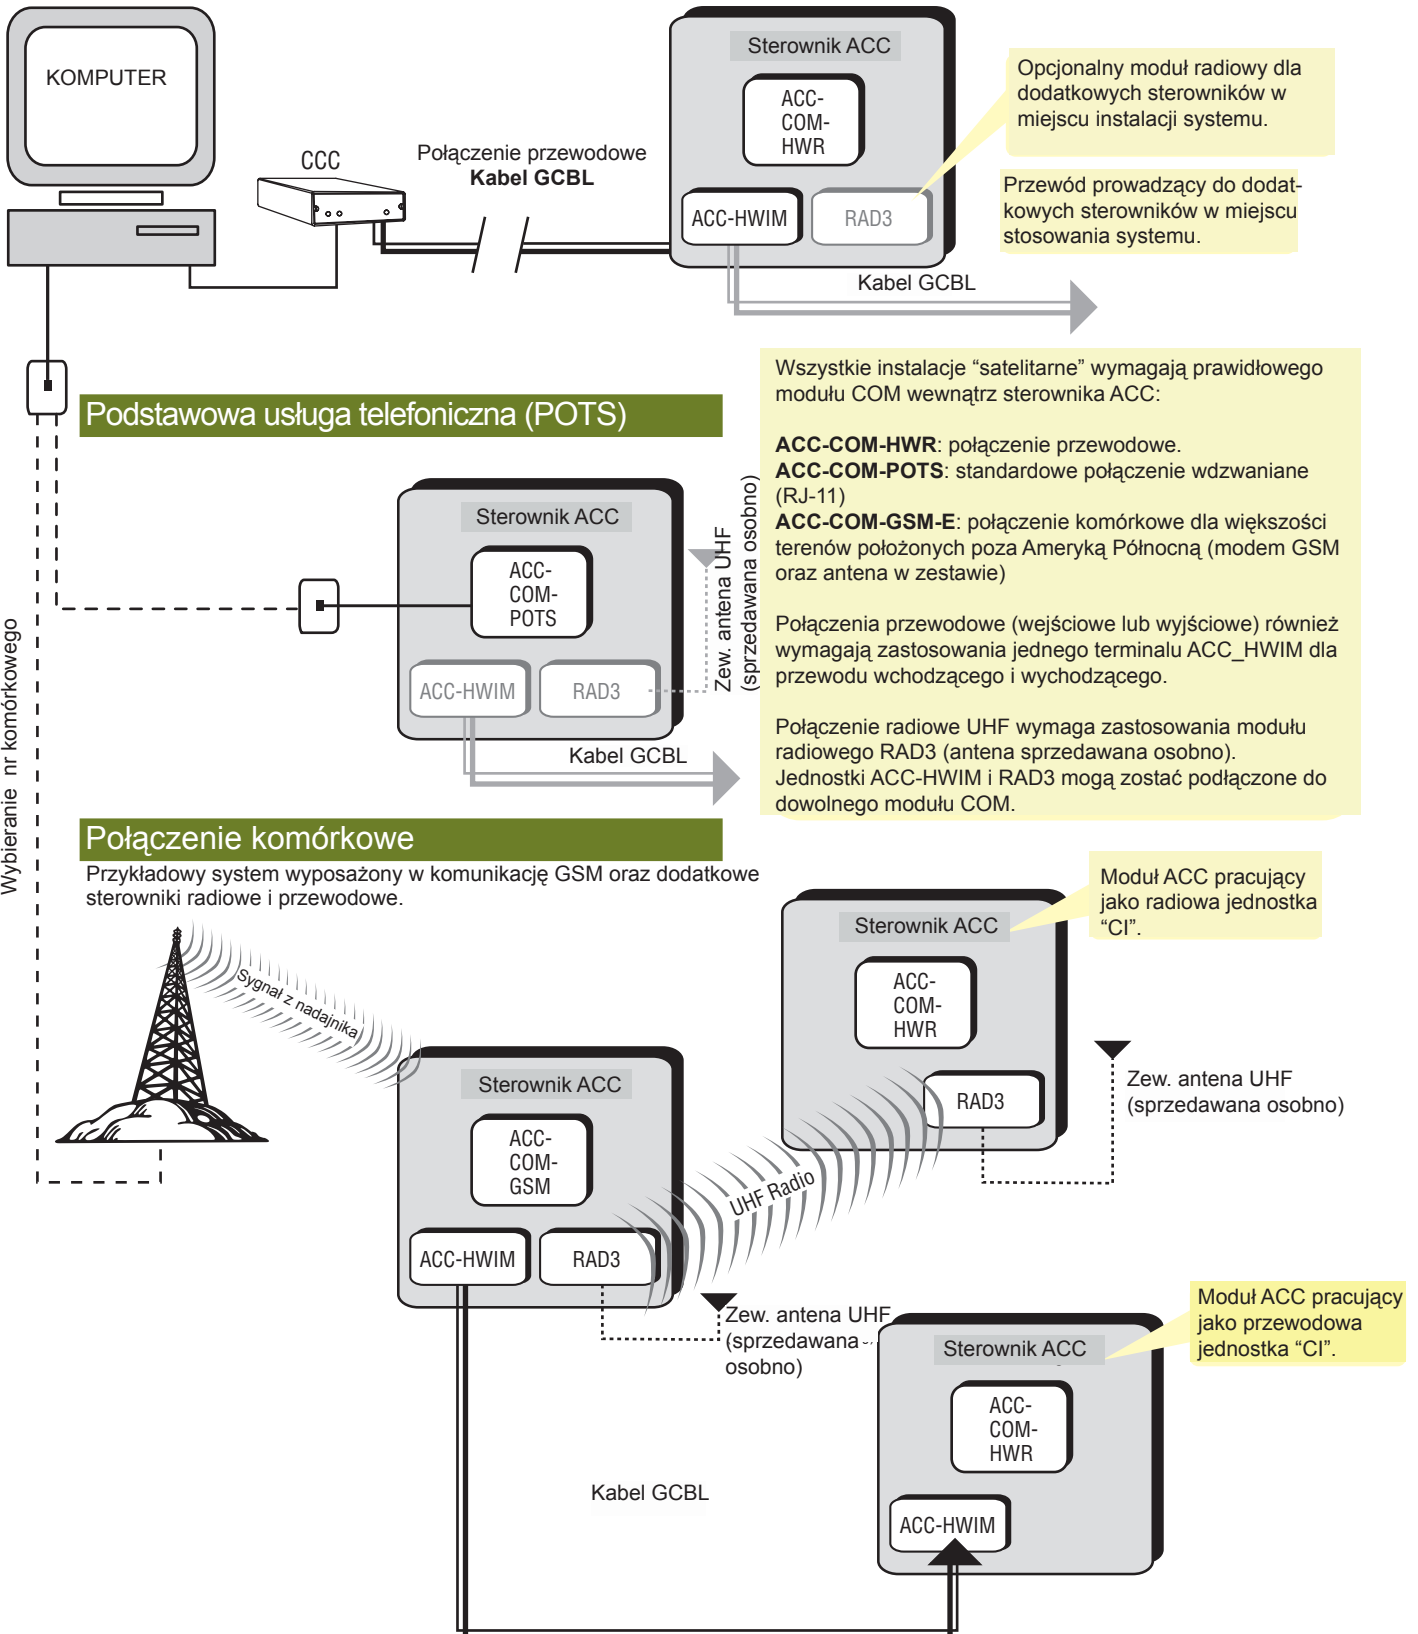 KOMPUTER
CCC
Połączenie przewodowe
Kabel GCBL
Sterownik ACC
ACC-
COM-
HWR
ACC-HWIM
RAD3
Opcjonalny moduł radiowy dla
dodatkowych sterowników w
miejscu instalacji systemu.
Przewód prowadzący do dodat-
kowych sterowników w miejscu
stosowania systemu.
Kabel GCBL
Podstawowa usługa telefoniczna (POTS)
Sterownik ACC
ACC-
COM-
POTS
ACC-HWIM
RAD3
Zew. antena UHF
(sprzedawana osobno)
Kabel GCBL
Wszystkie instalacje “satelitarne” wymagają prawidłowego
modułu COM wewnątrz sterownika ACC:
ACC-COM-HWR: połączenie przewodowe.
ACC-COM-POTS: standardowe połączenie wdzwaniane
(RJ-11)
ACC-COM-GSM-E: połączenie komórkowe dla większości
terenów położonych poza Ameryką Północną (modem GSM
oraz antena w zestawie)
Połączenia przewodowe (wejściowe lub wyjściowe) również
wymagają zastosowania jednego terminalu ACC_HWIM dla
przewodu wchodzącego i wychodzącego.
Połączenie radiowe UHF wymaga zastosowania modułu
radiowego RAD3 (antena sprzedawana osobno).
Jednostki ACC-HWIM i RAD3 mogą zostać podłączone do
dowolnego modułu COM.
Wybieranie nr komórkowego
Połączenie komórkowe
Przykładowy system wyposażony w komunikację GSM oraz dodatkowe
sterowniki radiowe i przewodowe.
Sygnał z nadajnika
Sterownik ACC
ACC-
COM-
GSM
ACC-HWIM
RAD3
UHF Radio
Sterownik ACC
ACC-
COM-
HWR
RAD3
Moduł ACC pracujący
jako radiowa jednostka
“CI”.
Zew. antena UHF
(sprzedawana osobno)
Zew. antena UHF
(sprzedawana
osobno)
Sterownik ACC
ACC-
COM-
HWR
ACC-HWIM
Moduł ACC pracujący
jako przewodowa
jednostka “CI”.
Kabel GCBL